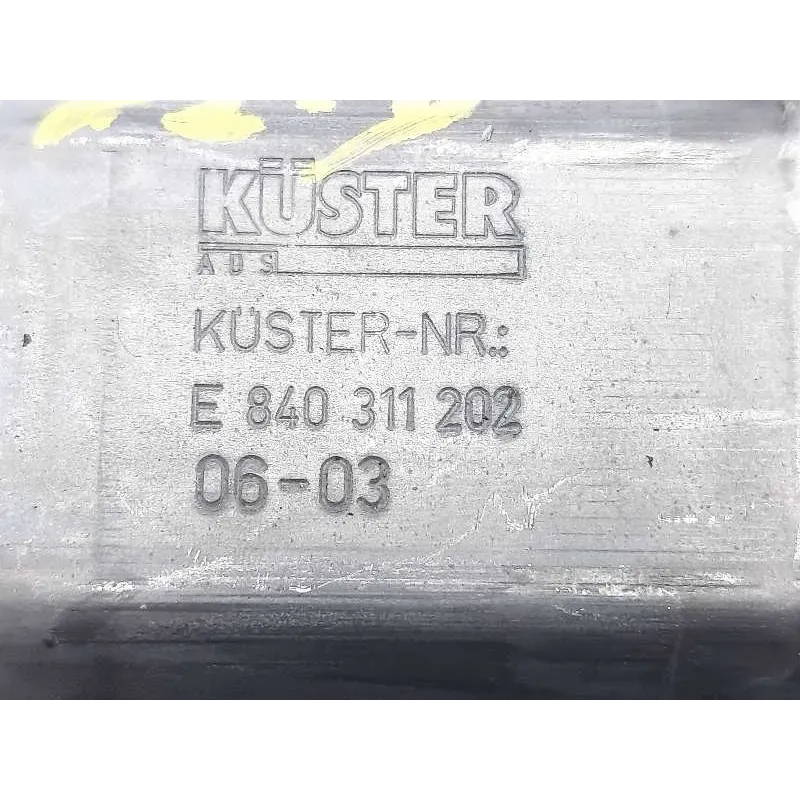 KÜSTER
ADS
KÜSTER-NR.:
E 840 311 202
06-03